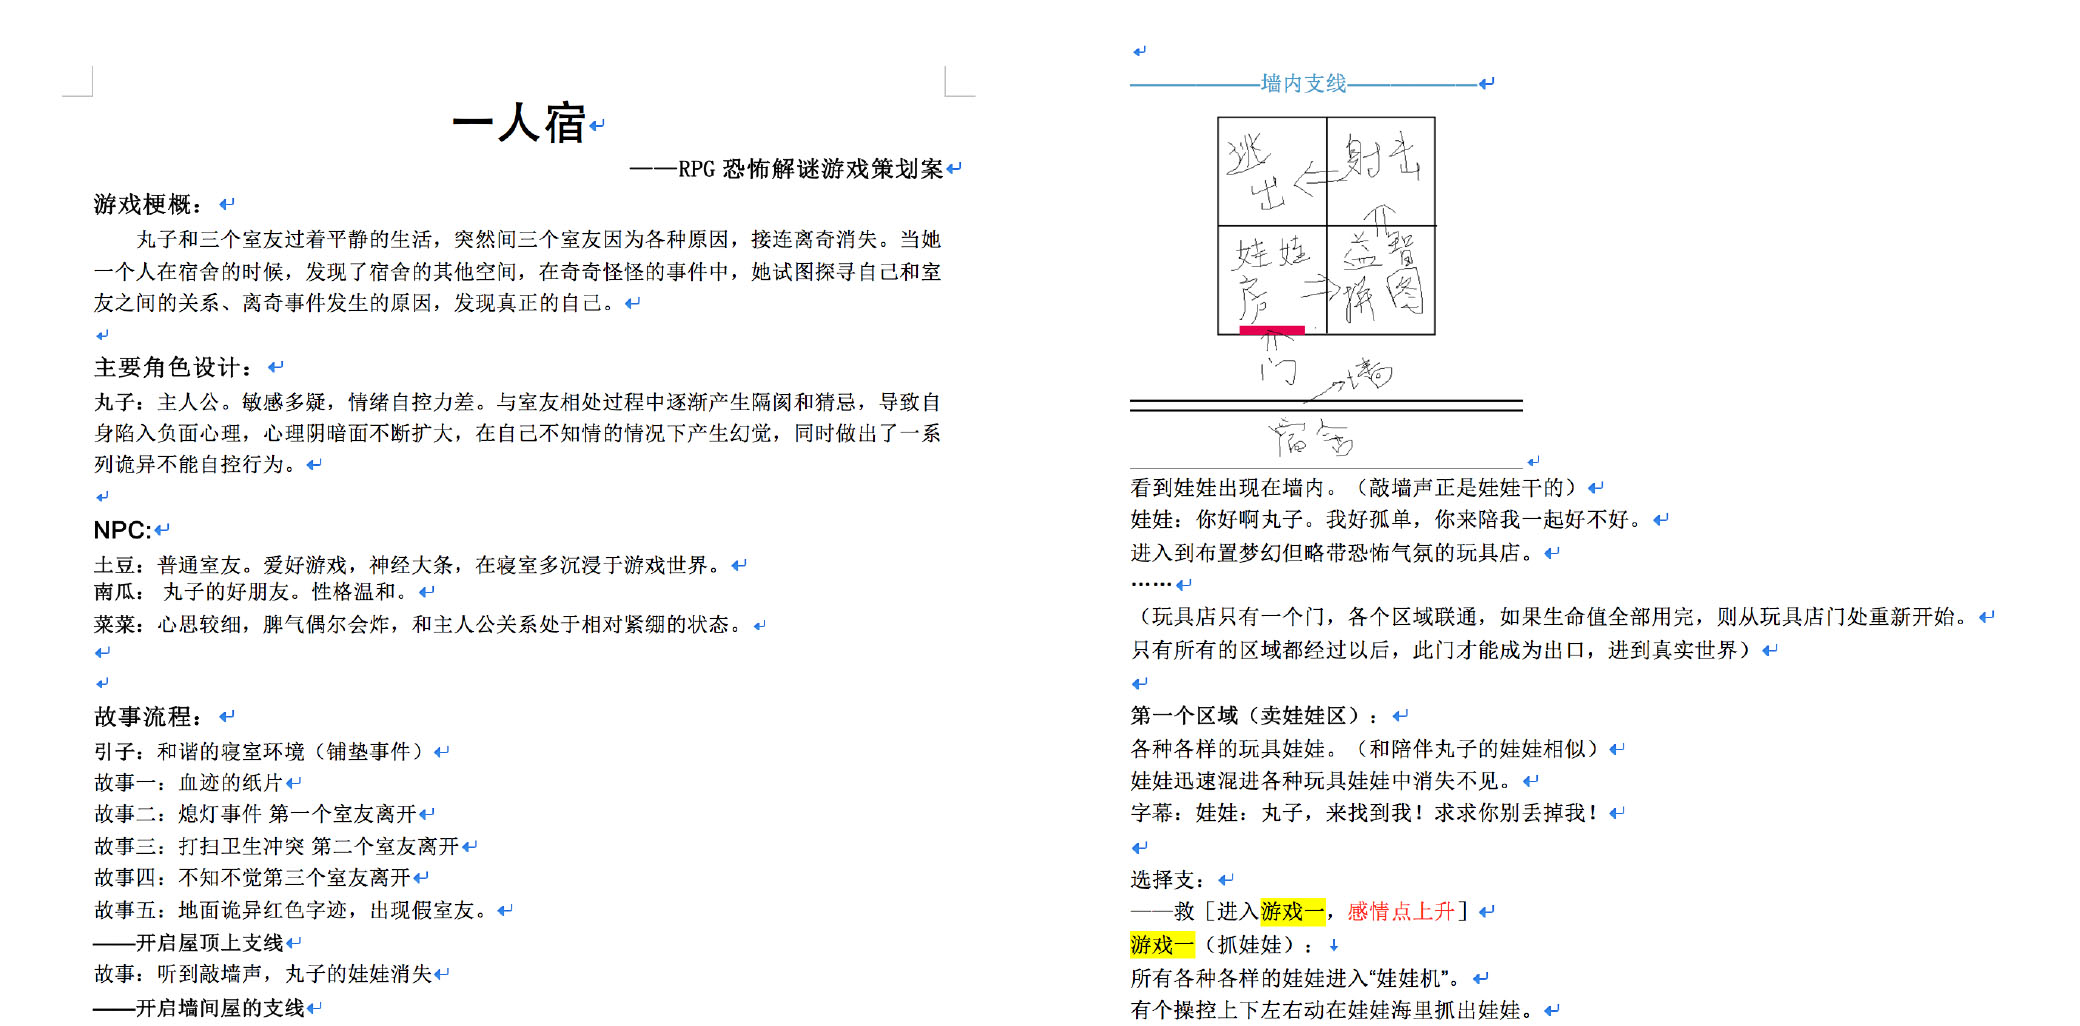 一人宿
——RPG 恐怖解谜游戏策划案
游戏梗概：
丸子和三个室友过着平静的生活，突然间三个室友因为各种原因，接连离奇消失。当她
一个人在宿舍的时候，发现了宿舍的其他空间，在奇奇怪怪的事件中，她试图探寻自己和室
友之间的关系、离奇事件发生的原因，发现真正的自己。
主要角色设计：
丸子：主人公。敏感多疑，情绪自控力差。与室友相处过程中逐渐产生隔阂和猜忌，导致自
身陷入负面心理，心理阴暗面不断扩大，在自己不知情的情况下产生幻觉，同时做出了一系
列诡异不能自控行为。
NPC:
土豆：普通室友。爱好游戏，神经大条，在寝室多沉浸于游戏世界。
南瓜： 丸子的好朋友。性格温和。
菜菜：心思较细，脾气偶尔会炸，和主人公关系处于相对紧绷的状态。
故事流程：
引子：和谐的寝室环境（铺垫事件）
故事一：血迹的纸片
故事二：熄灯事件 第一个室友离开
故事三：打扫卫生冲突 第二个室友离开
故事四：不知不觉第三个室友离开
故事五：地面诡异红色字迹，出现假室友。
——开启屋顶上支线
故事：听到敲墙声，丸子的娃娃消失
——开启墙间屋的支线
——————墙内支线——————
逃出
射击
娃娃房
益智拼图
门
墙
宿舍
看到娃娃出现在墙内。（敲墙声正是娃娃干的）
娃娃：你好啊丸子。我好孤单，你来陪我一起好不好。
进入到布置梦幻但略带恐怖气氛的玩具店。
……
（玩具店只有一个门，各个区域联通，如果生命值全部用完，则从玩具店门处重新开始。
只有所有的区域都经过以后，此门才能成为出口，进到真实世界）
第一个区域（卖娃娃区）：
各种各样的玩具娃娃。（和陪伴丸子的娃娃相似）
娃娃迅速混进各种玩具娃娃中消失不见。
字幕：娃娃：丸子，来找到我！求求你别丢掉我！
选择支：
——救［进入游戏一，感情点上升］
游戏一（抓娃娃）：
所有各种各样的娃娃进入“娃娃机”。
有个操控上下左右动在娃娃海里抓出娃娃。